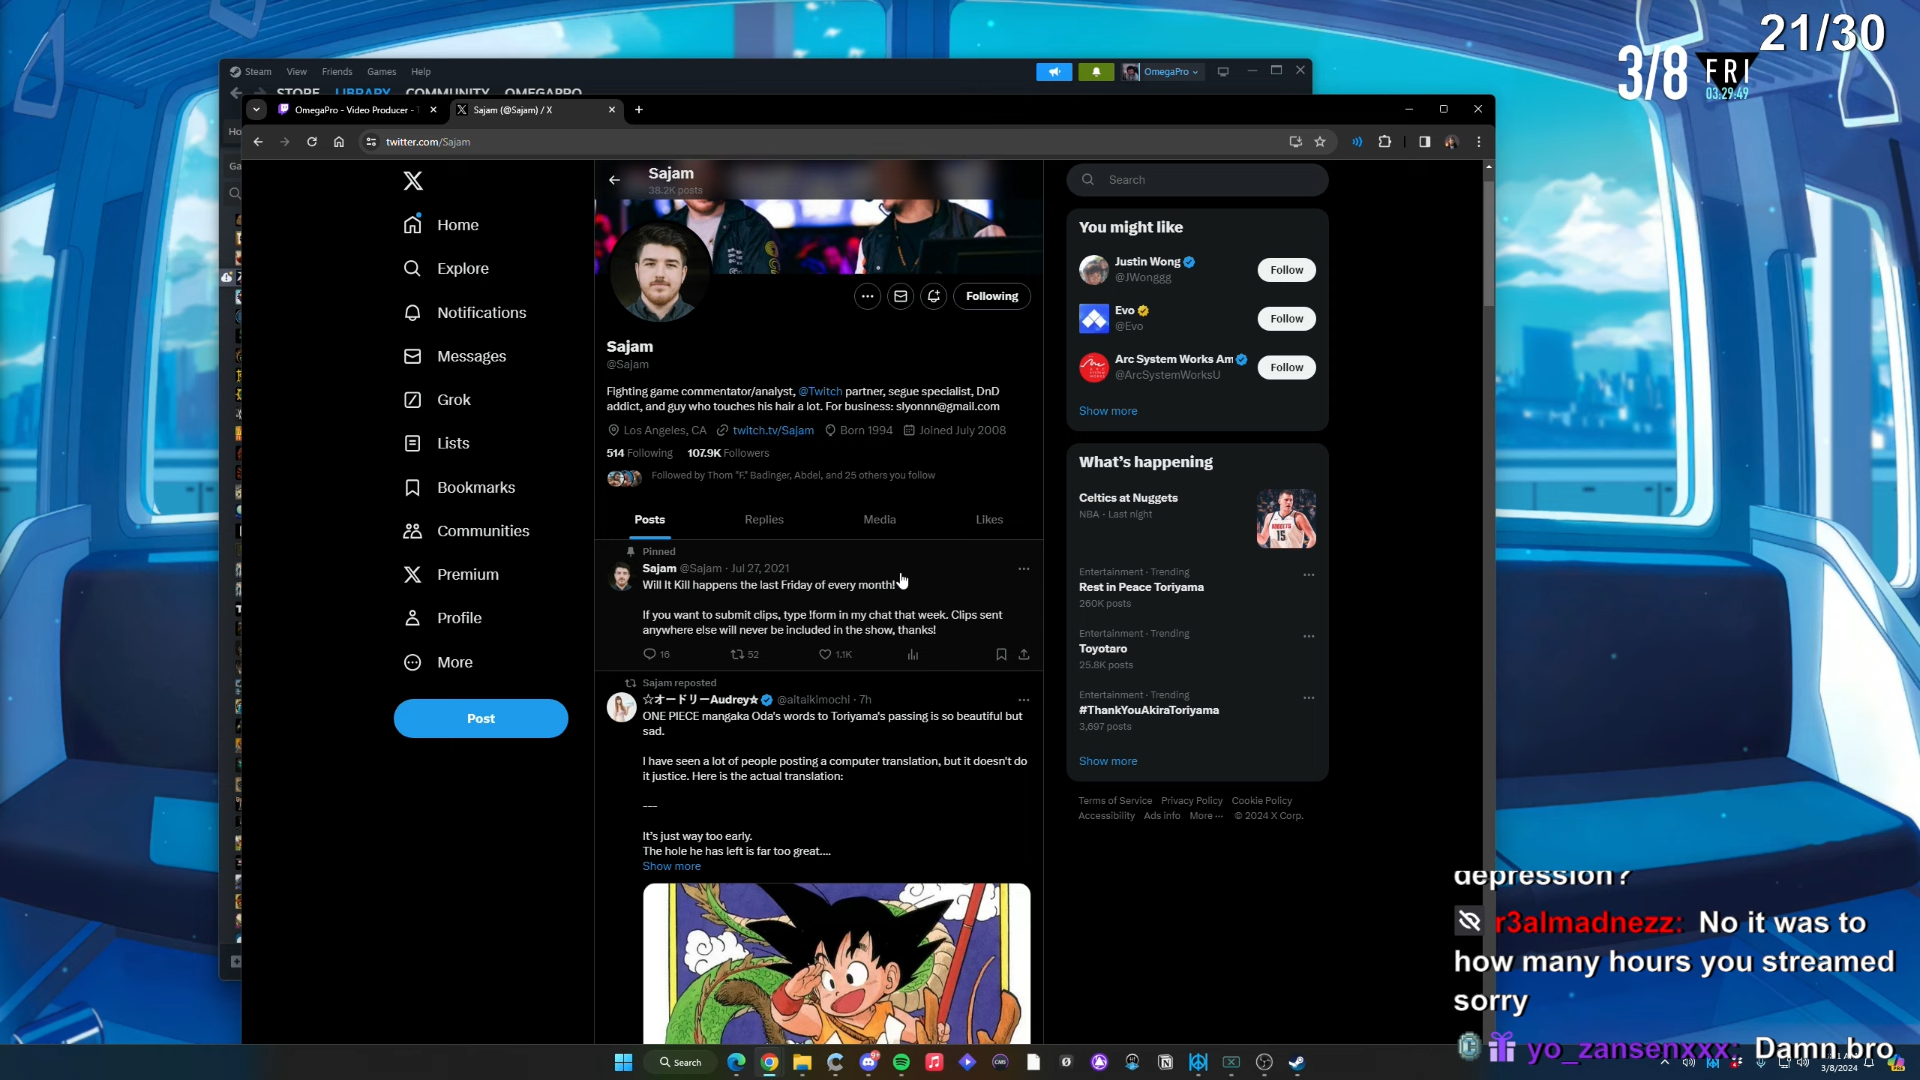 21/30
3/8 FRI
03:29:49
Steam View Friends Games Help
OmegaPro
STORE LIBRARY COMMUNITY OMEGAPRO
OmegaPro - Video Producer -
Sajam (@Sajam) / X
twitter.com/Sajam
Home
Explore
Notifications
Messages
Grok
Lists
Bookmarks
Communities
Premium
Profile
More
Post
Sajam
38.2K posts
Following
Sajam
@Sajam
Fighting game commentator/analyst, @Twitch partner, segue specialist, DnD
addict, and guy who touches his hair a lot. For business: slyonnn@gmail.com
Los Angeles, CA twitch.tv/Sajam Born 1994 Joined July 2008
514 Following 107.9K Followers
Followed by Thom "F." Badinger, Abdel, and 25 others you follow
Posts Replies Media Likes
Pinned
Sajam @Sajam · Jul 27, 2021
Will It Kill happens the last Friday of every month!
If you want to submit clips, type !form in my chat that week. Clips sent
anywhere else will never be included in the show, thanks!
16 52 1.1K
Sajam reposted
☆オードリーAudrey☆ @aitaikimochi · 7h
ONE PIECE mangaka Oda's words to Toriyama's passing is so beautiful but
sad.
I have seen a lot of people posting a computer translation, but it doesn't do
it justice. Here is the actual translation:
---
It's just way too early.
The hole he has left is far too great....
Show more
Search
You might like
Justin Wong
@JWonggg
Follow
Evo
@Evo
Follow
Arc System Works Am
@ArcSystemWorksU
Follow
Show more
What's happening
Celtics at Nuggets
NBA · Last night
Entertainment · Trending
Rest in Peace Toriyama
260K posts
Entertainment · Trending
Toyotaro
25.8K posts
Entertainment · Trending
#ThankYouAkiraToriyama
3,697 posts
Show more
Terms of Service Privacy Policy Cookie Policy
Accessibility Ads info More ··· © 2024 X Corp.
depression?
r3almadnezz: No it was to
how many hours you streamed
sorry
yo_zansenxxx: Damn bro
Search
3/8/2024